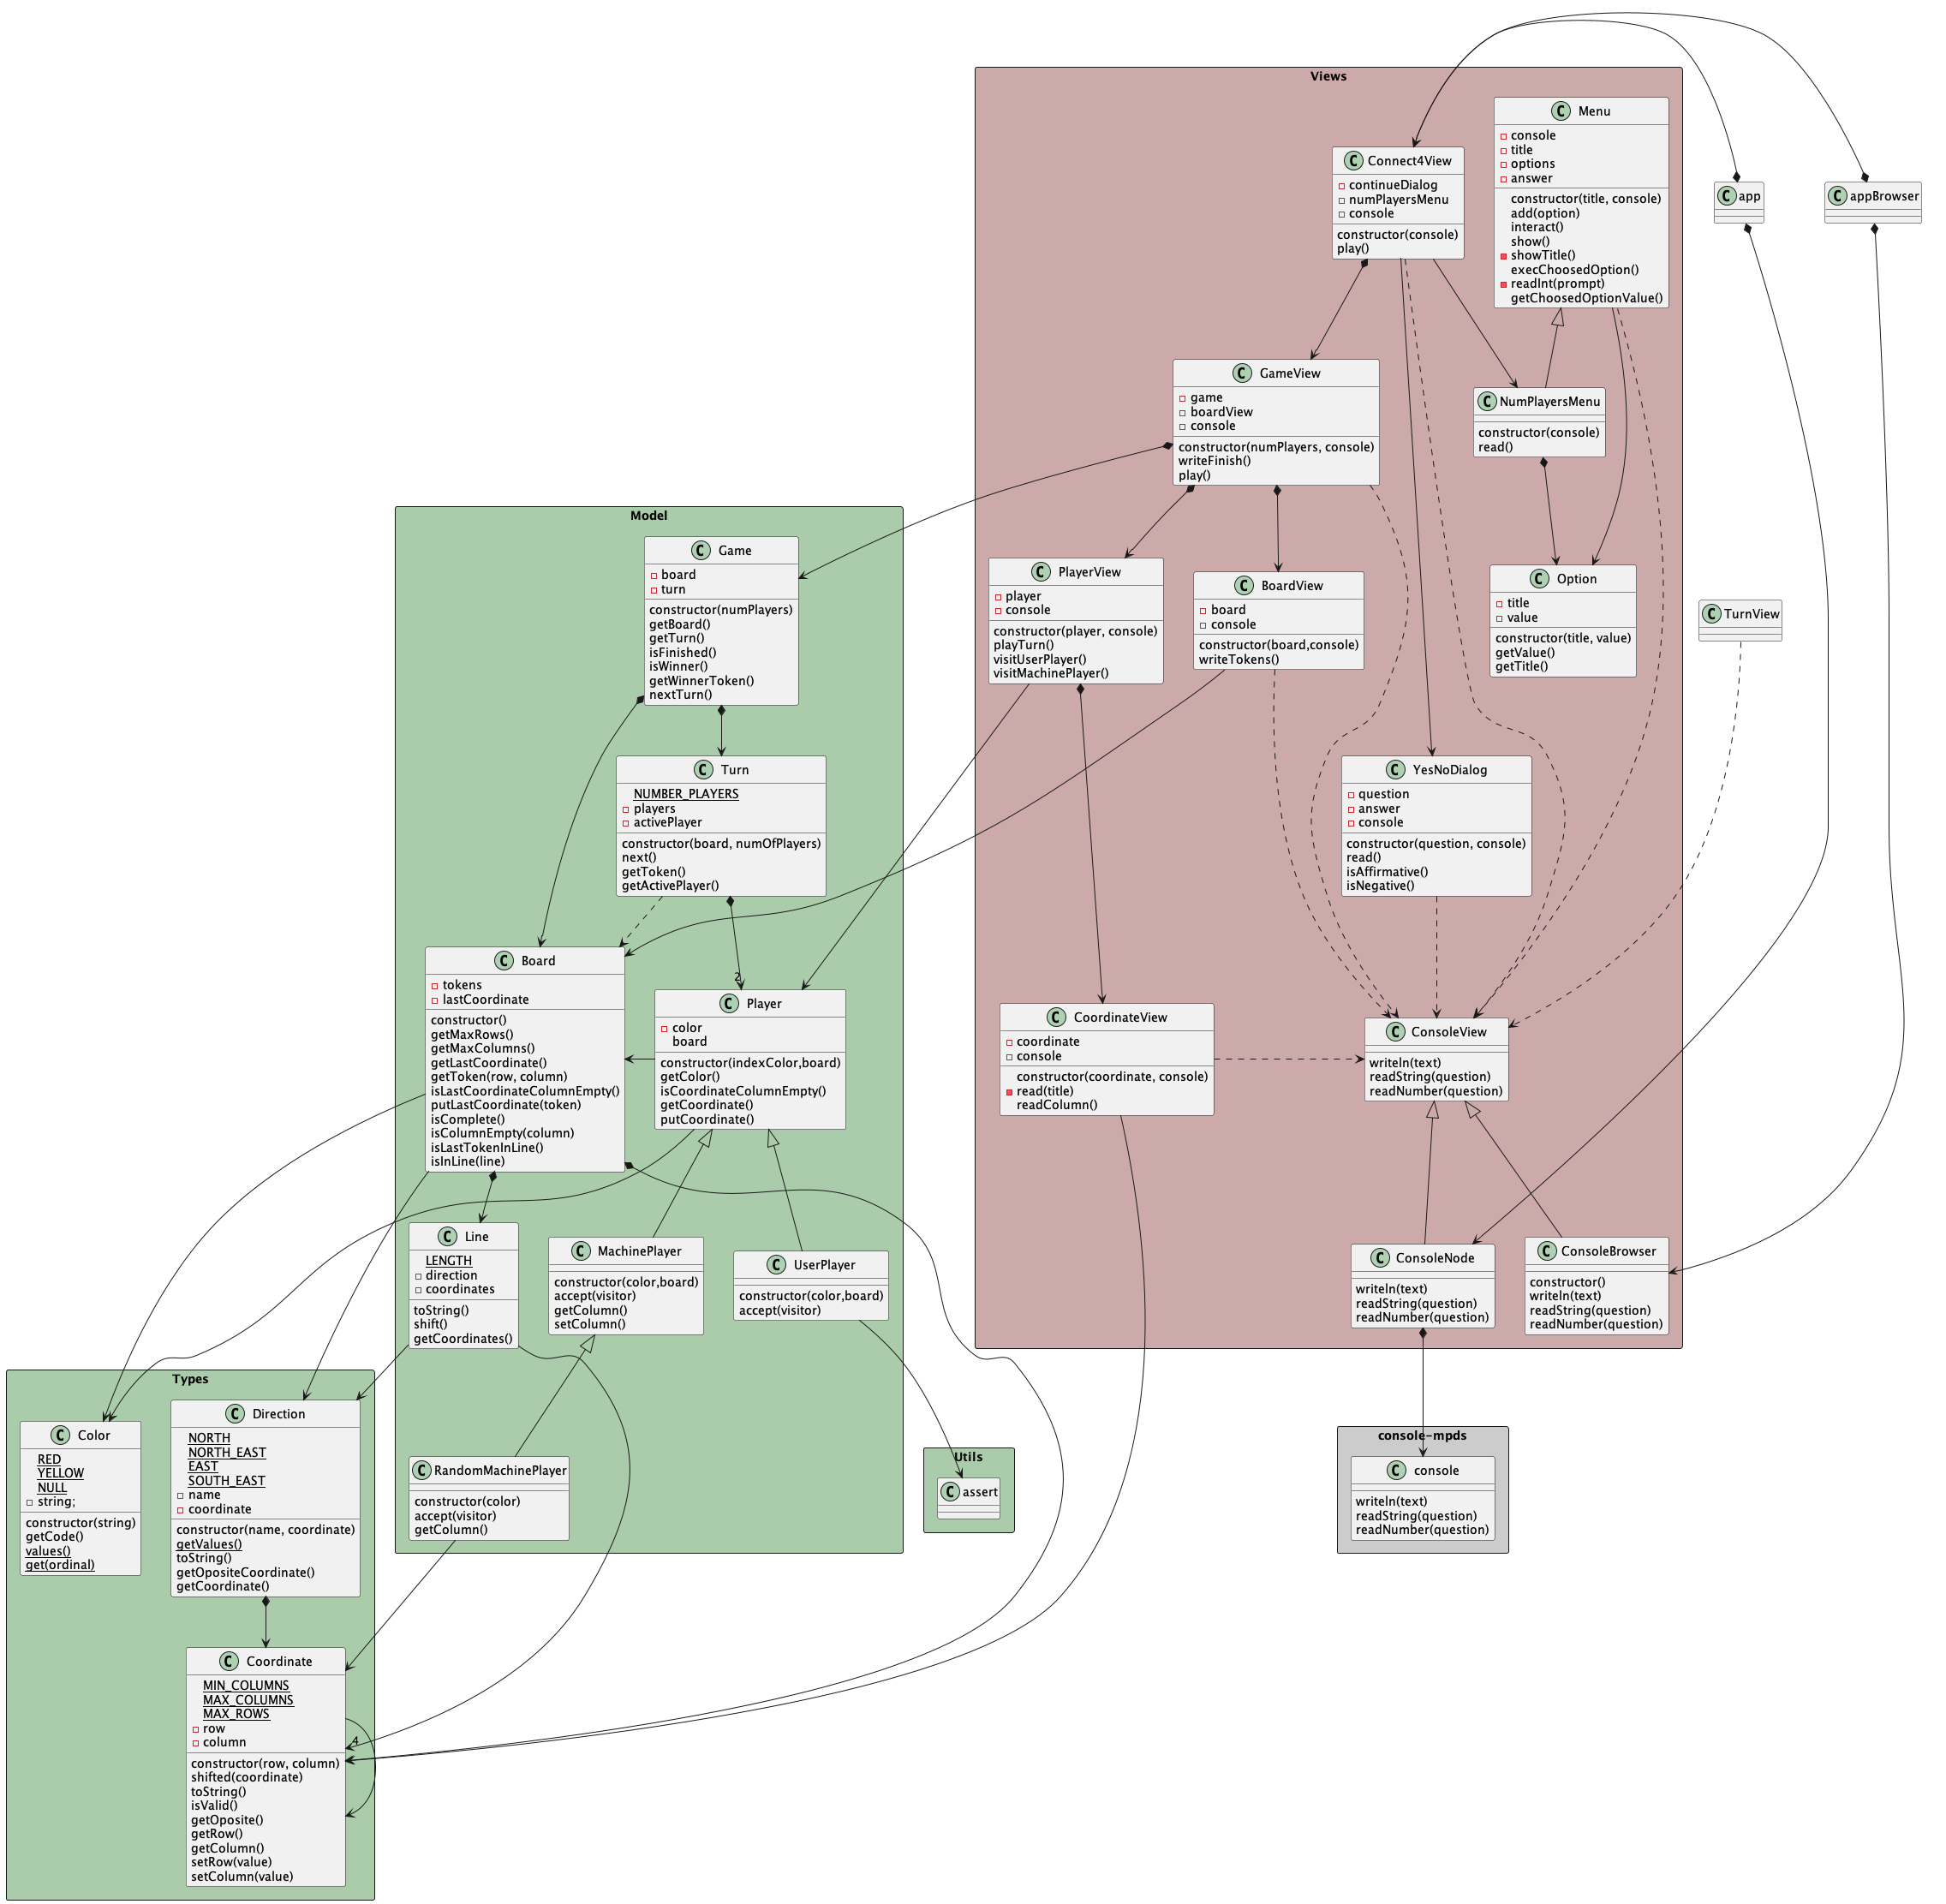 Views
C Menu
console
title
options
answer
constructor(title, console)
add(option)
interact()
show()
showTitle()
execChoosedOption()
readInt(prompt)
getChoosedOptionValue()
C Connect4View
continueDialog
numPlayersMenu
console
constructor(console)
play()
C app
C appBrowser
C GameView
game
boardView
console
constructor(numPlayers, console)
writeFinish()
play()
C NumPlayersMenu
constructor(console)
read()
Model
C Game
board
turn
constructor(numPlayers)
getBoard()
getTurn()
isFinished()
isWinner()
getWinnerToken()
nextTurn()
C PlayerView
player
console
constructor(player, console)
playTurn()
visitUserPlayer()
visitMachinePlayer()
C BoardView
board
console
constructor(board,console)
writeTokens()
C Option
title
value
constructor(title, value)
getValue()
getTitle()
C TurnView
C Turn
NUMBER_PLAYERS
players
activePlayer
constructor(board, numOfPlayers)
next()
getToken()
getActivePlayer()
C YesNoDialog
question
answer
console
constructor(question, console)
read()
isAffirmative()
isNegative()
C Board
tokens
lastCoordinate
constructor()
getMaxRows()
getMaxColumns()
getLastCoordinate()
getToken(row, column)
isLastCoordinateColumnEmpty()
putLastCoordinate(token)
isComplete()
isColumnEmpty(column)
isLastTokenInLine()
isInLine(line)
2
C Player
color
board
constructor(indexColor,board)
getColor()
isCoordinateColumnEmpty()
getCoordinate()
putCoordinate()
C CoordinateView
coordinate
console
constructor(coordinate, console)
read(title)
readColumn()
C ConsoleView
writeln(text)
readString(question)
readNumber(question)
C Line
LENGTH
direction
coordinates
toString()
shift()
getCoordinates()
C MachinePlayer
constructor(color,board)
accept(visitor)
getColumn()
setColumn()
C UserPlayer
constructor(color,board)
accept(visitor)
C ConsoleNode
writeln(text)
readString(question)
readNumber(question)
C ConsoleBrowser
constructor()
writeln(text)
readString(question)
readNumber(question)
Types
C Color
RED
YELLOW
NULL
string;
constructor(string)
getCode()
values()
get(ordinal)
C Direction
NORTH
NORTH_EAST
EAST
SOUTH_EAST
name
coordinate
constructor(name, coordinate)
getValues()
toString()
getOpositeCoordinate()
getCoordinate()
C RandomMachinePlayer
constructor(color)
accept(visitor)
getColumn()
Utils
C assert
console-mpds
C console
writeln(text)
readString(question)
readNumber(question)
C Coordinate
MIN_COLUMNS
MAX_COLUMNS
MAX_ROWS
row
column
4
constructor(row, column)
shifted(coordinate)
toString()
isValid()
getOposite()
getRow()
getColumn()
setRow(value)
setColumn(value)